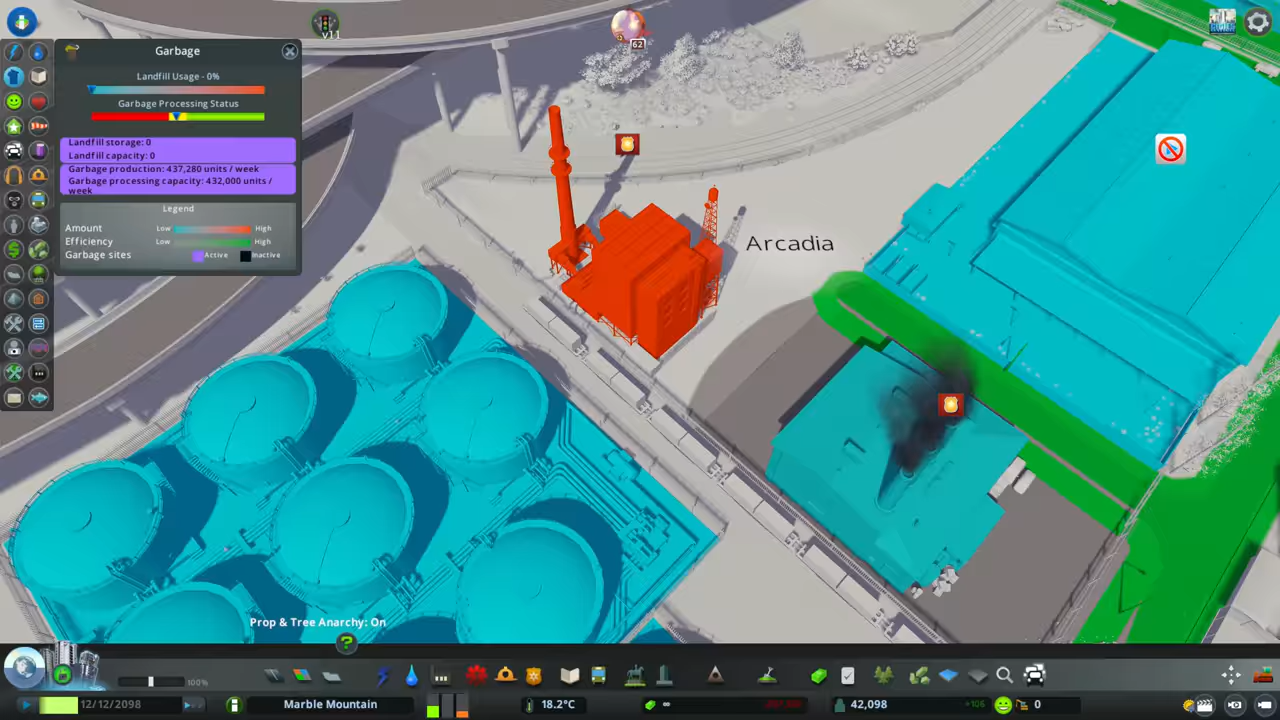 v11
62
Garbage
Landfill Usage - 0%
Garbage Processing Status
Landfill storage: 0
Landfill capacity: 0
Garbage production: 437,280 units / week
Garbage processing capacity: 432,000 units /
week
Legend
Amount Low High
Efficiency Low High
Garbage sites Active Inactive
Arcadia
Prop & Tree Anarchy: On
?
100%
12/12/2098
Marble Mountain
18.2°C
∞
42,098
+106
0